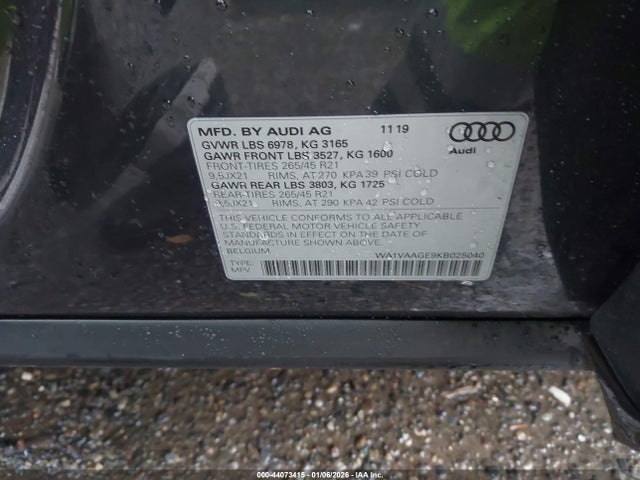 MFD. BY AUDI AG 11 19
GVWR LBS 6978, KG 3165
GAWR FRONT LBS 3527, KG 1600
FRONT-TIRES 265/45 R21
9,5JX21 RIMS, AT 270 KPA 39 PSI COLD
GAWR REAR LBS 3803, KG 1725
REAR-TIRES 265/45 R21
9,5JX21 RIMS, AT 290 KPA 42 PSI COLD
Audi
THIS VEHICLE CONFORMS TO ALL APPLICABLE
U.S. FEDERAL MOTOR VEHICLE SAFETY
STANDARDS IN EFFECT ON THE DATE OF
MANUFACTURE SHOWN ABOVE.
BELGIUM
WA1VAAGE9KB025040
TYPE:
MPV
000-44073415 - 01/06/2026 - IAA Inc.